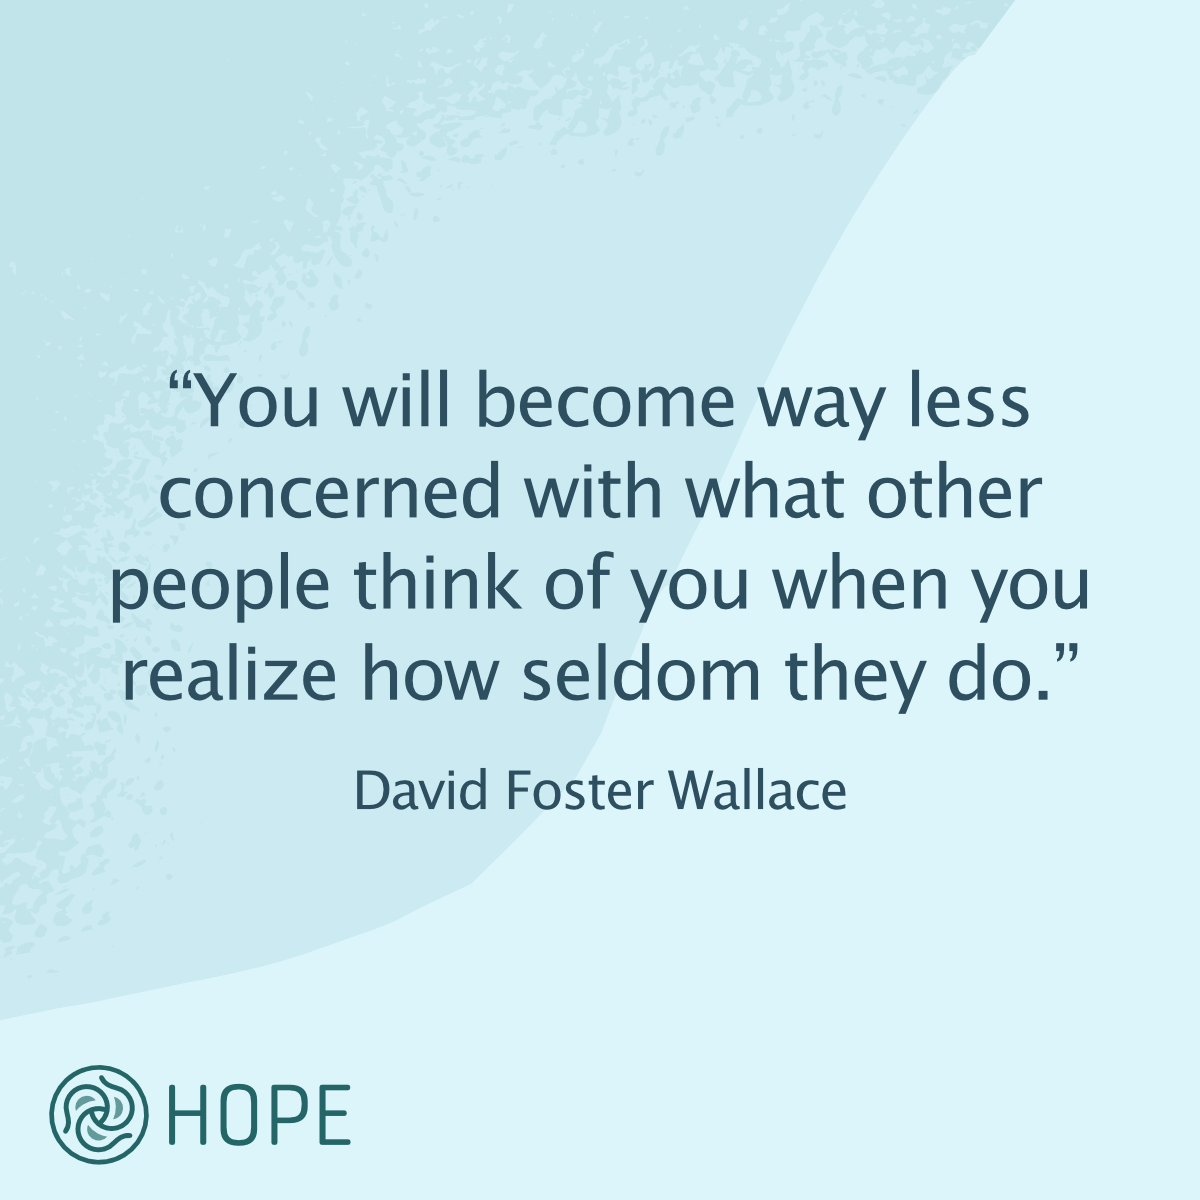 “You will become way less
concerned with what other
people think of you when you
realize how seldom they do.”
David Foster Wallace
HOPE